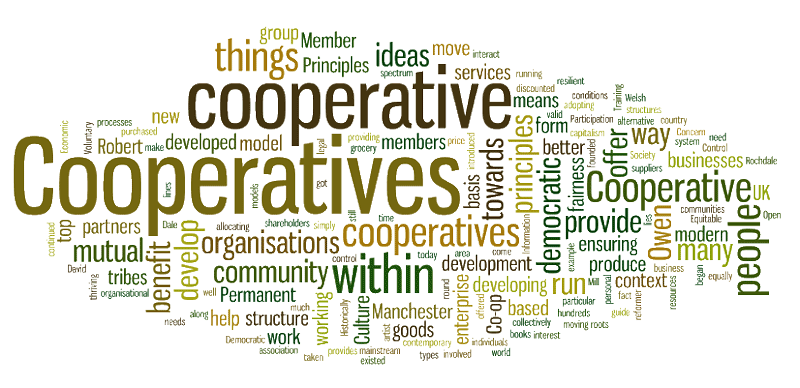 group
Member
things
ideas
move
interact
Principles
spectrum
services
running
resilient
cooperative
discounted
means
conditions
adopting
Training
Welsh
Economic
Voluntary
processes
purchased
new
Robert
make
developed
model
legal
providing
grocery
members
price
introduced
basis
towards
principles
valid
form
Participation
alternative
country
structures
capitalism
better
founded
offer
way
Concern
system
need
Control
Society
businesses
Rochdale
suppliers
Cooperatives
lines
models
got
democratic
fairness
Cooperative
UK
continued
top
partners
Dale
allocating
shareholders
simply
still
time
cooperatives
Information
provide
lies
communities
Equitable
Open
people
David
mutual
benefit
develop
organisations
control
today
area
come
example
ensuring
Owen
modern
many
thriving
tribes
organisational
community
within
development
produce
business
began
equally
well
Permanent
round
developing
run
Mill
personal
context
resources
along
needs
help
structure
much
working
Historically
Culture
Manchester
artist
goods
enterprise
offered
Co-op
based
collectively
particular
hundreds
moving
roots
fact
guide
reformer
Democratic
work
association
taken
provides
mainstream
existed
contemporary
types
involved
individuals
world
books
interest